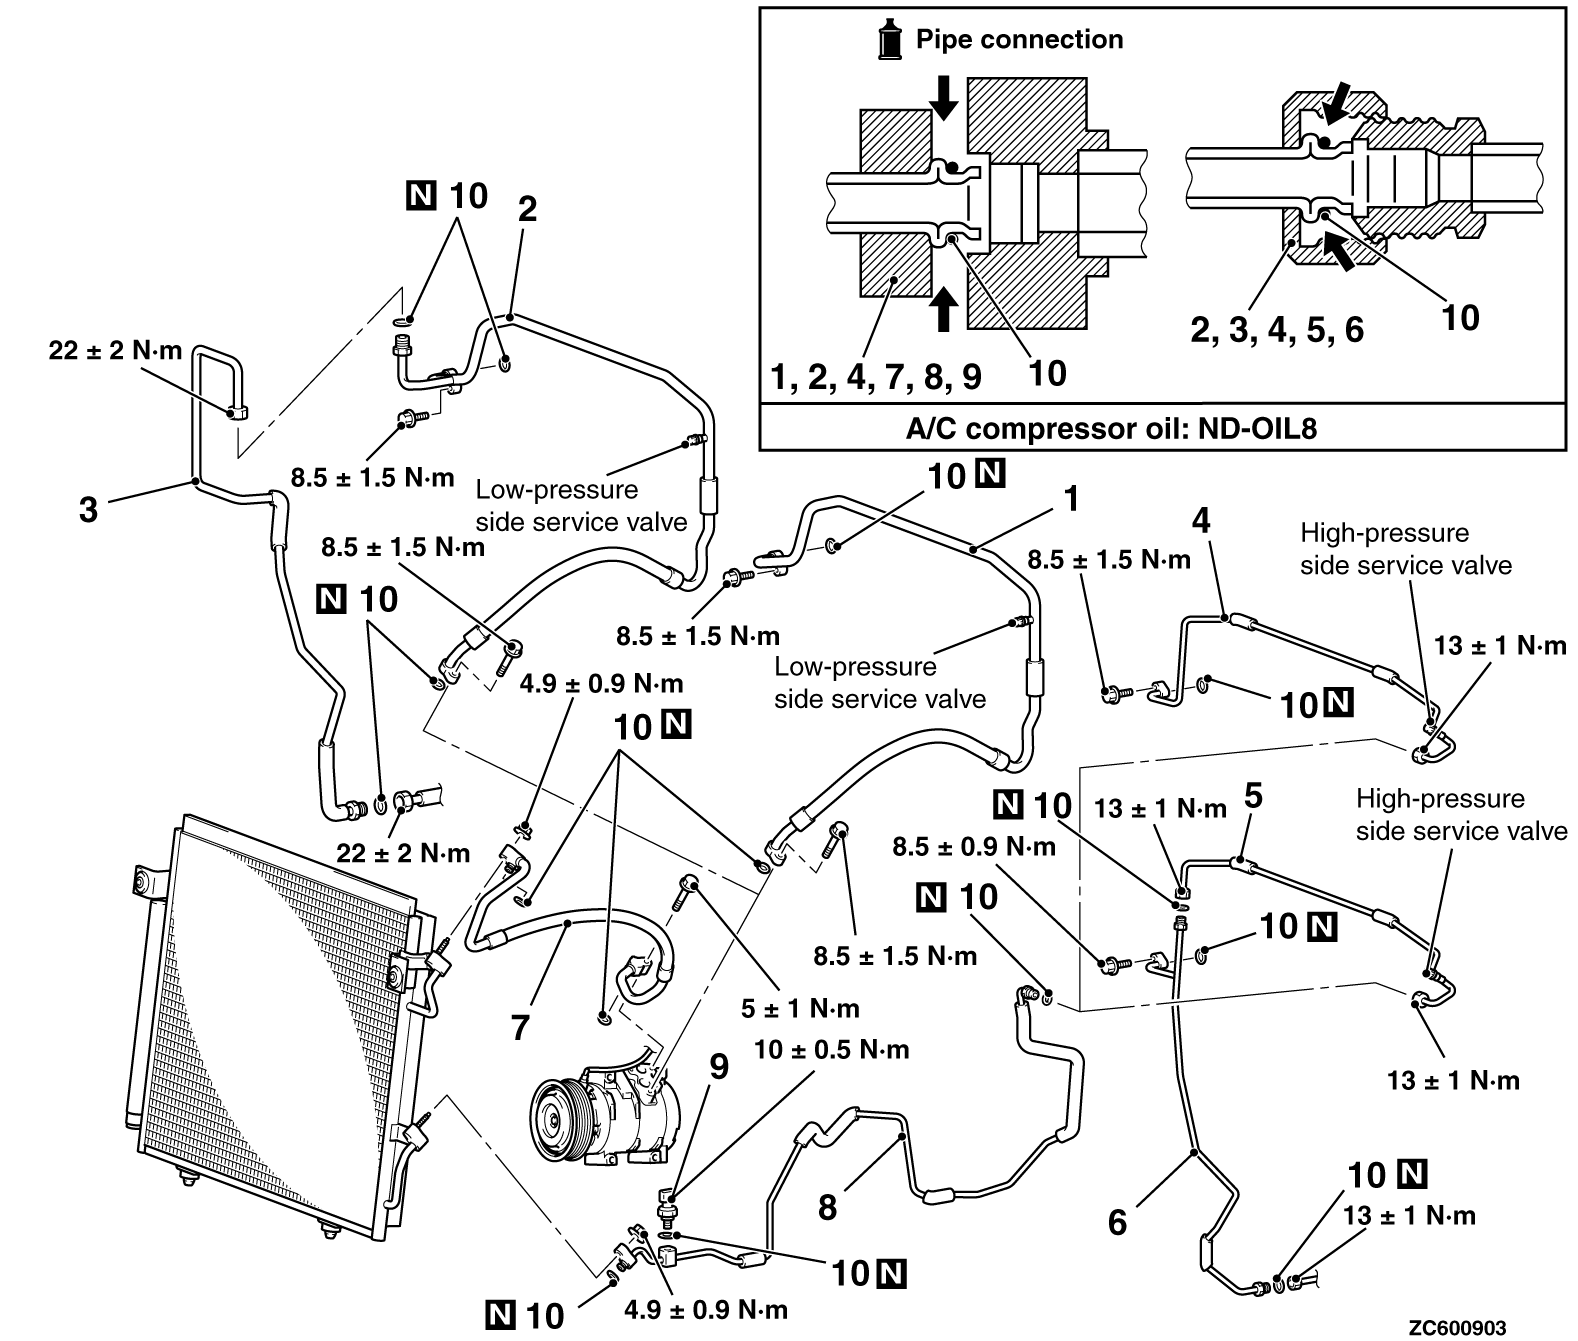 Pipe connection
10
2, 3, 4, 5, 6
10
1, 2, 4, 7, 8, 9
A/C compressor oil: ND-OIL8
N 10
2
22 ± 2 N·m
8.5 ± 1.5 N·m
3
Low-pressure
side service valve
8.5 ± 1.5 N·m
N 10
10 N
1
8.5 ± 1.5 N·m
Low-pressure
side service valve
4
8.5 ± 1.5 N·m
High-pressure
side service valve
13 ± 1 N·m
10 N
4.9 ± 0.9 N·m
10 N
22 ± 2 N·m
N 10
13 ± 1 N·m
5
High-pressure
side service valve
8.5 ± 0.9 N·m
N 10
10 N
8.5 ± 1.5 N·m
7
5 ± 1 N·m
10 ± 0.5 N·m
9
13 ± 1 N·m
8
6
10 N
13 ± 1 N·m
10 N
N 10
4.9 ± 0.9 N·m
ZC600903